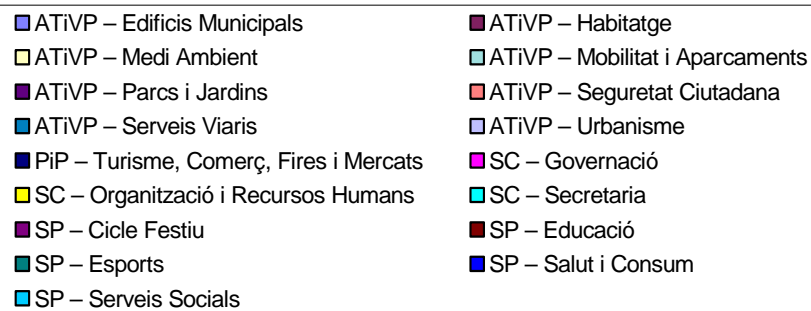 ATiVP – Edificis Municipals
ATiVP – Habitatge
ATiVP – Medi Ambient
ATiVP – Mobilitat i Aparcaments
ATiVP – Parcs i Jardins
ATiVP – Seguretat Ciutadana
ATiVP – Serveis Viaris
ATiVP – Urbanisme
PiP – Turisme, Comerç, Fires i Mercats
SC – Governació
SC – Organització i Recursos Humans
SC – Secretaria
SP – Cicle Festiu
SP – Educació
SP – Esports
SP – Salut i Consum
SP – Serveis Socials